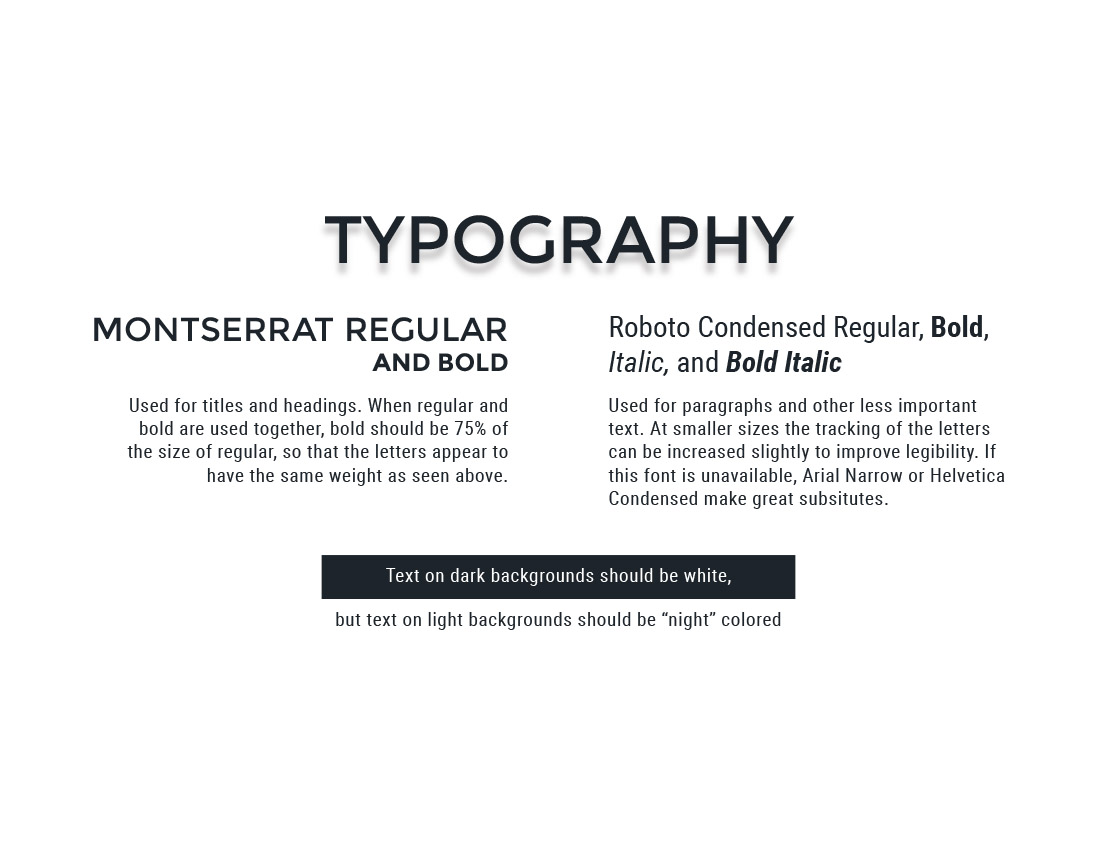 TYPOGRAPHY
MONTSERRAT REGULAR
AND BOLD
Used for titles and headings. When regular and
bold are used together, bold should be 75% of
the size of regular, so that the letters appear to
have the same weight as seen above.
Roboto Condensed Regular, Bold,
Italic, and Bold Italic
Used for paragraphs and other less important
text. At smaller sizes the tracking of the letters
can be increased slightly to improve legibility. If
this font is unavailable, Arial Narrow or Helvetica
Condensed make great subsitutes.
Text on dark backgrounds should be white,
but text on light backgrounds should be “night” colored